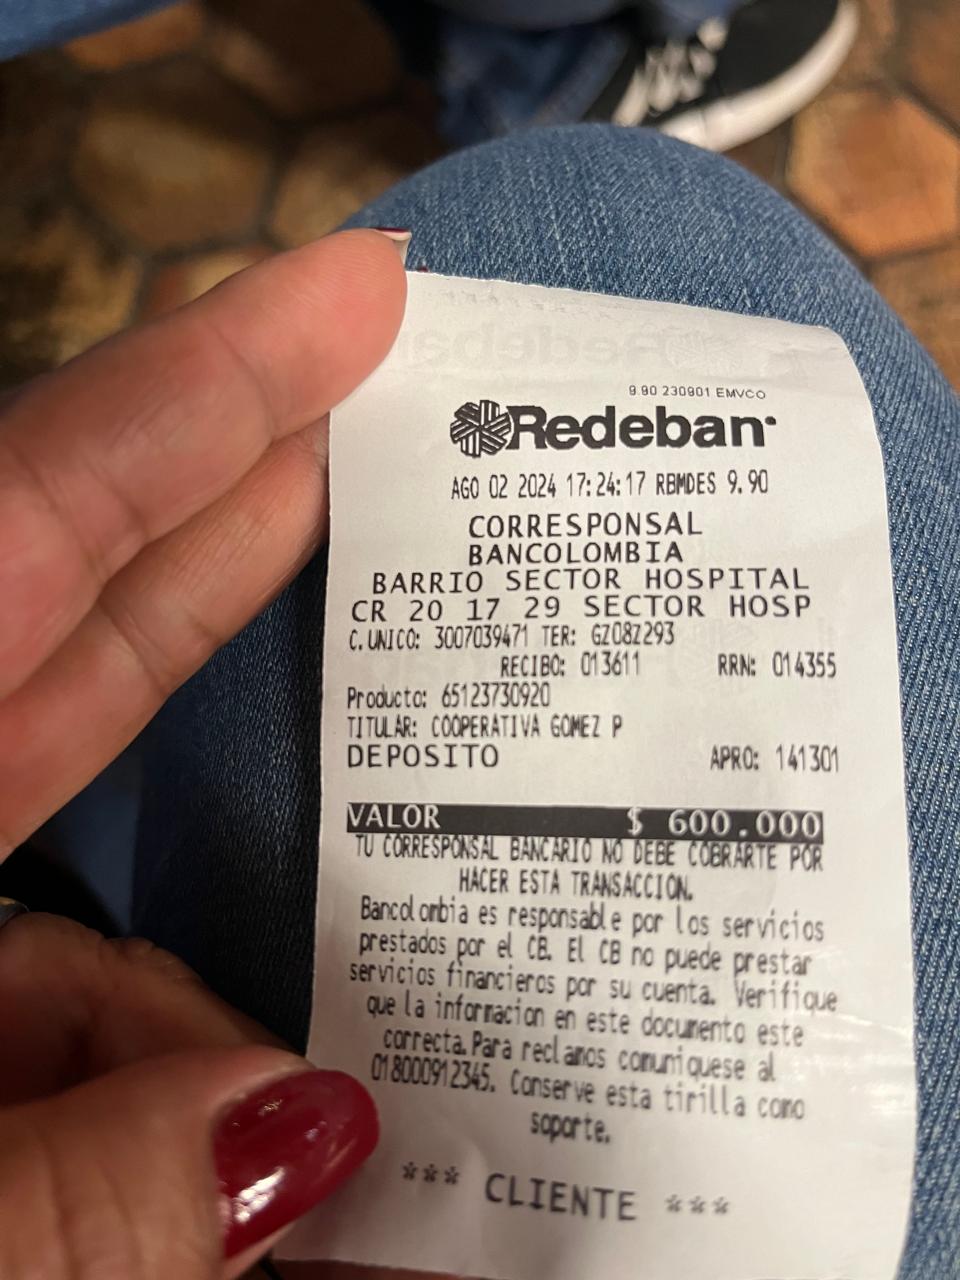 9.90 230901 EMVCO
Redeban
AGO 02 2024 17:24:17 RBMDES 9.90
CORRESPONSAL
BANCOLOMBIA
BARRIO SECTOR HOSPITAL
CR 20 17 29 SECTOR HOSP
C.UNICO: 3007039471 TER: GZO8Z293
RECIBO: 013611 RRN: 014355
Producto: 65123730920
TITULAR: COOPERATIVA GOMEZ P
DEPOSITO APRO: 141301
VALOR $ 600.000
TU CORRESPONSAL BANCARIO NO DEBE COBRARTE POR
HACER ESTA TRANSACCION.
Bancolombia es responsable por los servicios
prestados por el CB. El CB no puede prestar
servicios financieros por su cuenta. Verifique
que la informacion en este documento este
correcta.Para reclamos comuniquese al
018000912345. Conserve esta tirilla como
soporte.
*** CLIENTE ***